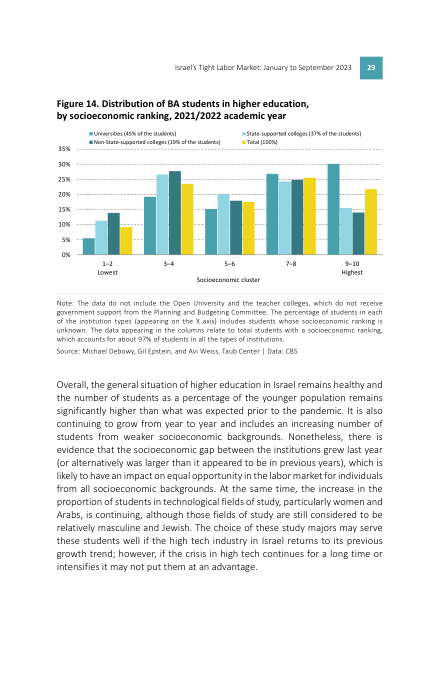 Israel's Tight Labor Market: January to September 2023
29
Figure 14. Distribution of BA students in higher education,
by socioeconomic ranking, 2021/2022 academic year
Universities (45% of the students)
State-supported colleges (37% of the students)
Non-State-supported colleges (19% of the students)
Total (100%)
35%
30%
25%
20%
15%
10%
5%
0%
1–2
Lowest
3–4
5–6
7–8
9–10
Highest
Socioeconomic cluster
Note: The data do not include the Open University and the teacher colleges, which do not receive
government support from the Planning and Budgeting Committee. The percentage of students in each
of the institution types (appearing on the X axis) includes students whose socioeconomic ranking is
unknown. The data appearing in the columns relate to total students with a socioeconomic ranking,
which accounts for about 97% of students in all the types of institutions.
Source: Michael Debowy, Gil Epstein, and Avi Weiss, Taub Center | Data: CBS
Overall, the general situation of higher education in Israel remains healthy and
the number of students as a percentage of the younger population remains
significantly higher than what was expected prior to the pandemic. It is also
continuing to grow from year to year and includes an increasing number of
students from weaker socioeconomic backgrounds. Nonetheless, there is
evidence that the socioeconomic gap between the institutions grew last year
(or alternatively was larger than it appeared to be in previous years), which is
likely to have an impact on equal opportunity in the labor market for individuals
from all socioeconomic backgrounds. At the same time, the increase in the
proportion of students in technological fields of study, particularly women and
Arabs, is continuing, although those fields of study are still considered to be
relatively masculine and Jewish. The choice of these study majors may serve
these students well if the high tech industry in Israel returns to its previous
growth trend; however, if the crisis in high tech continues for a long time or
intensifies it may not put them at an advantage.